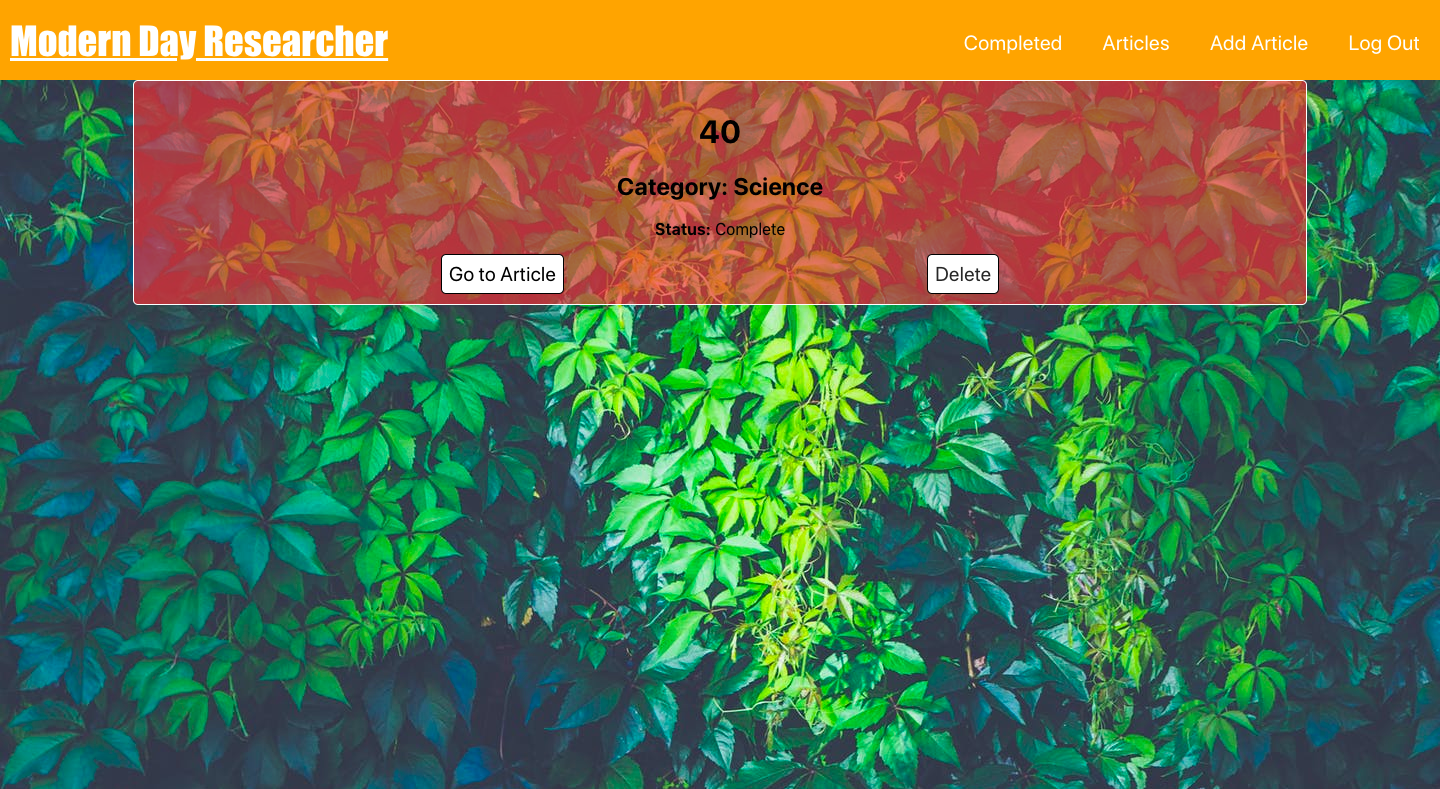 Modern Day Researcher Completed Articles Add Article Log Out
40
Category: Science
Status: Complete
Go to Article Delete